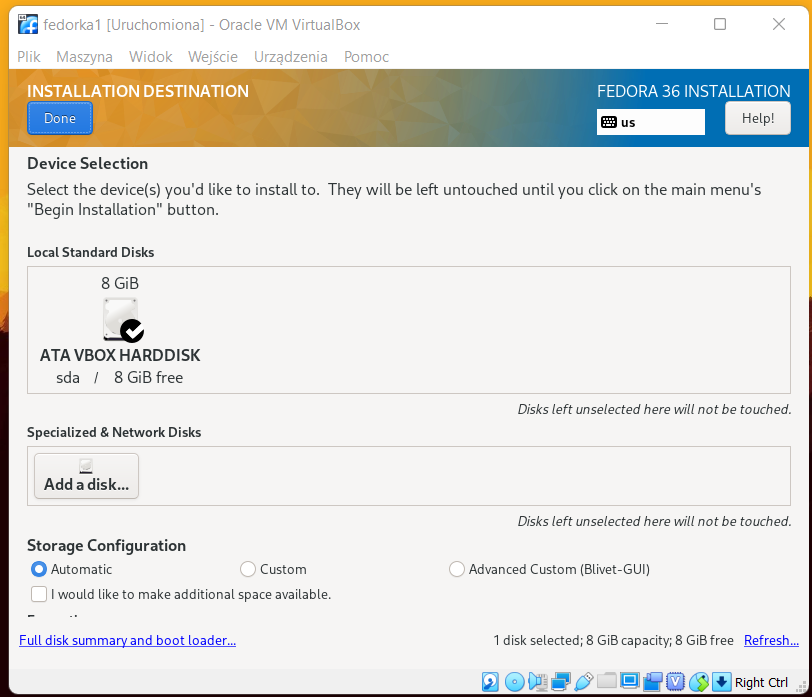 fedorka1 [Uruchomiona] - Oracle VM VirtualBox
Plik Maszyna Widok Wejście Urządzenia Pomoc
INSTALLATION DESTINATION
FEDORA 36 INSTALLATION
Done
us
Help!
Device Selection
Select the device(s) you'd like to install to. They will be left untouched until you click on the main menu's
"Begin Installation" button.
Local Standard Disks
8 GiB
ATA VBOX HARDDISK
sda / 8 GiB free
Disks left unselected here will not be touched.
Specialized & Network Disks
Add a disk...
Disks left unselected here will not be touched.
Storage Configuration
Automatic Custom Advanced Custom (Blivet-GUI)
I would like to make additional space available.
Full disk summary and boot loader...
1 disk selected; 8 GiB capacity; 8 GiB free Refresh...
Right Ctrl